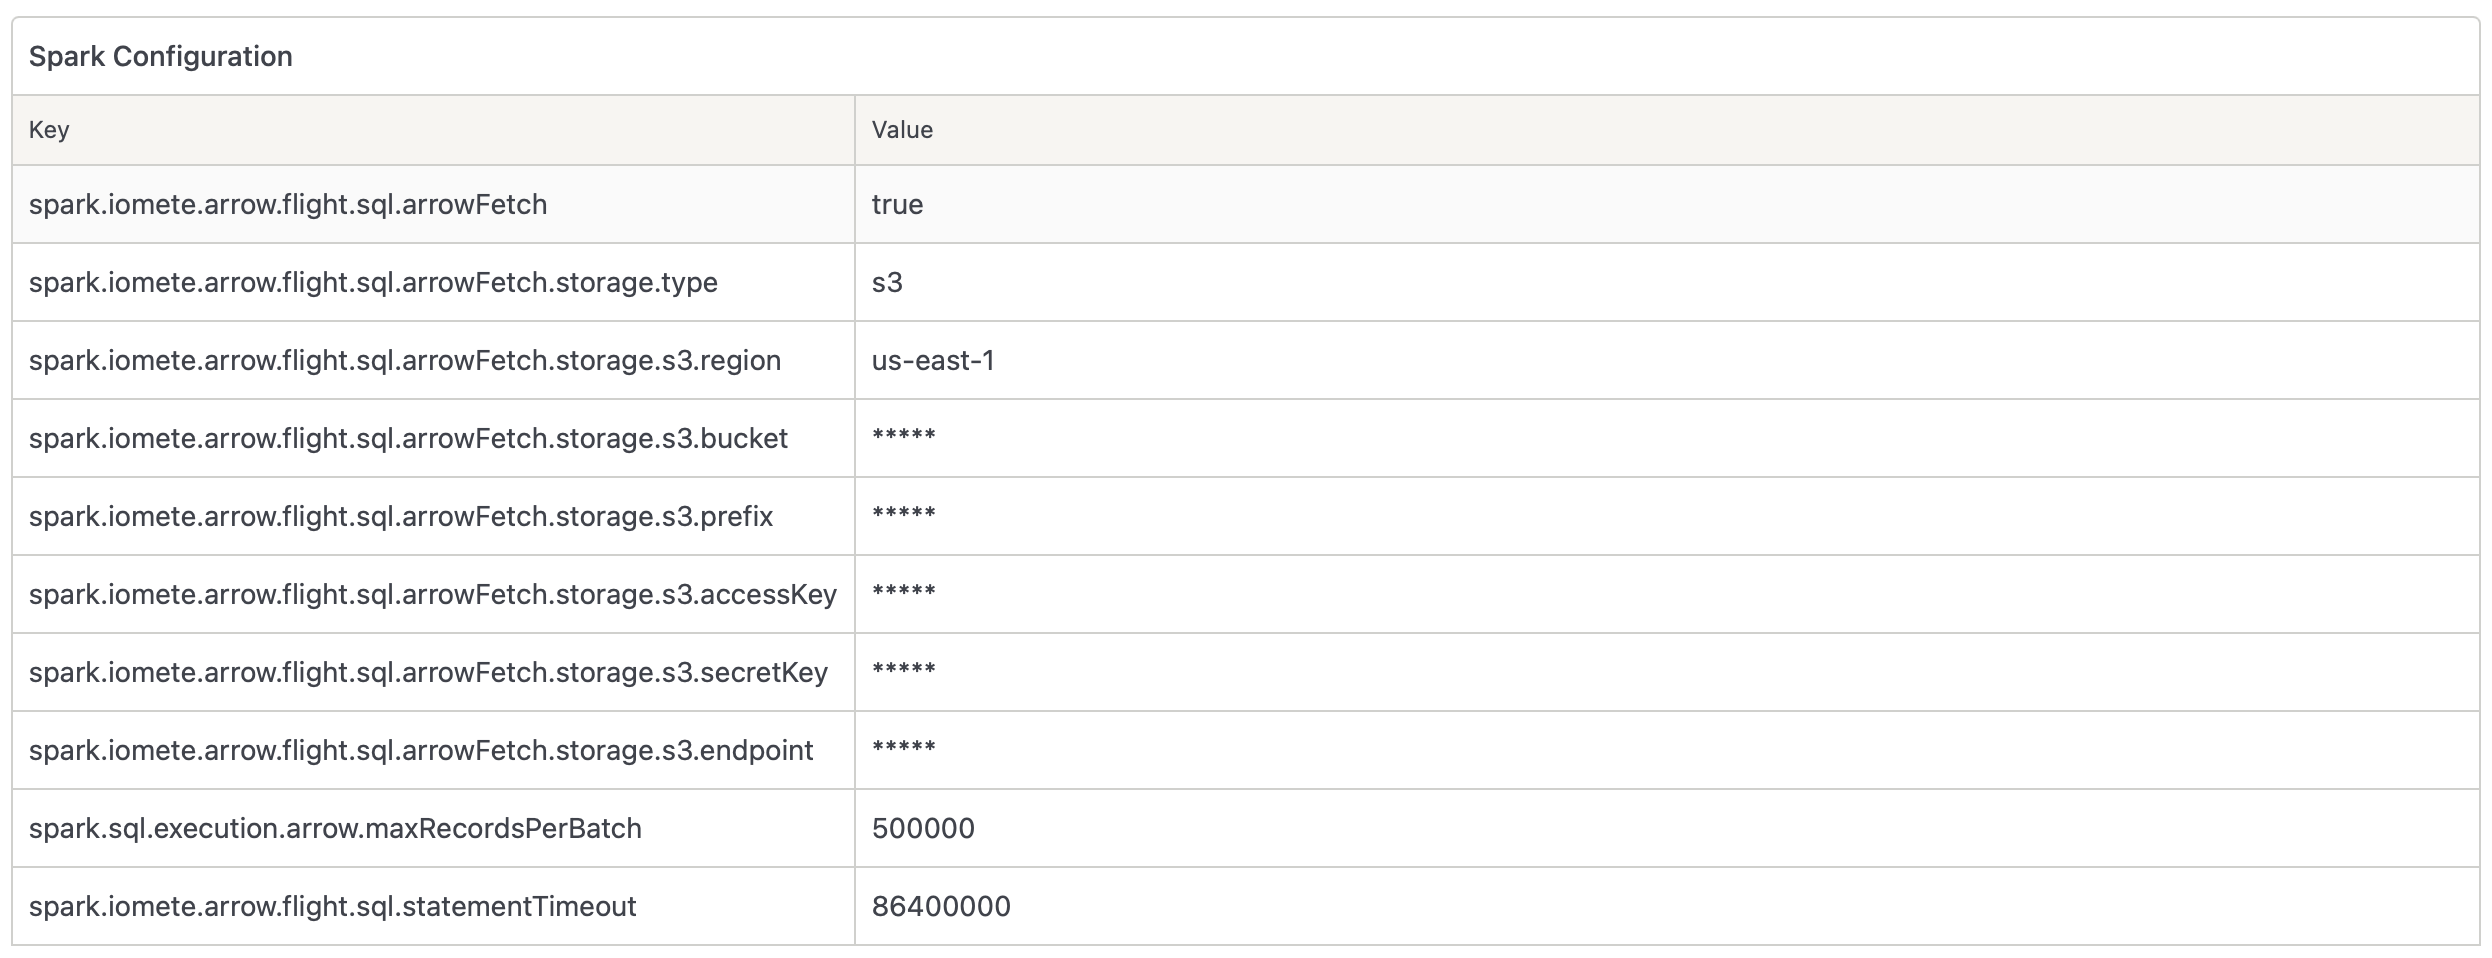 Spark Configuration
Key Value
spark.iomete.arrow.flight.sql.arrowFetch true
spark.iomete.arrow.flight.sql.arrowFetch.storage.type s3
spark.iomete.arrow.flight.sql.arrowFetch.storage.s3.region us-east-1
spark.iomete.arrow.flight.sql.arrowFetch.storage.s3.bucket *****
spark.iomete.arrow.flight.sql.arrowFetch.storage.s3.prefix *****
spark.iomete.arrow.flight.sql.arrowFetch.storage.s3.accessKey *****
spark.iomete.arrow.flight.sql.arrowFetch.storage.s3.secretKey *****
spark.iomete.arrow.flight.sql.arrowFetch.storage.s3.endpoint *****
spark.sql.execution.arrow.maxRecordsPerBatch 500000
spark.iomete.arrow.flight.sql.statementTimeout 86400000